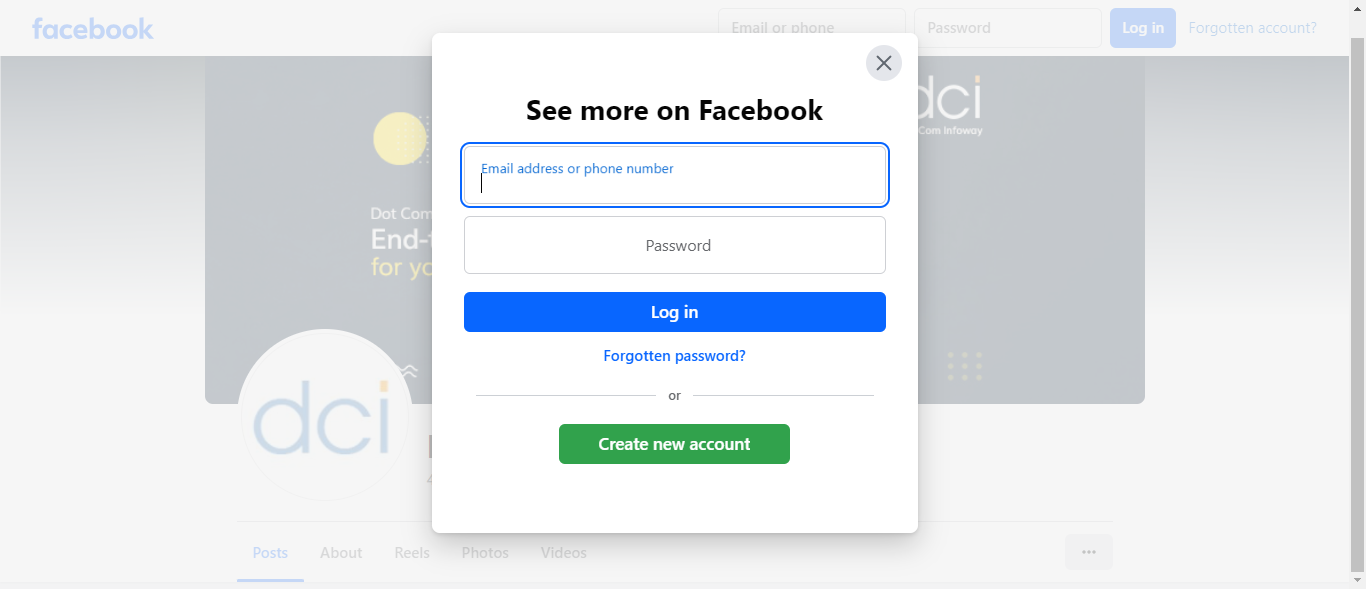 facebook
Email or phone
Password
Log in
Forgotten account?
dci
Com Infoway
See more on Facebook
Email address or phone number
Password
Log in
Forgotten password?
or
Create new account
Dot Com
for
dci
Posts
About
Reels
Photos
Videos